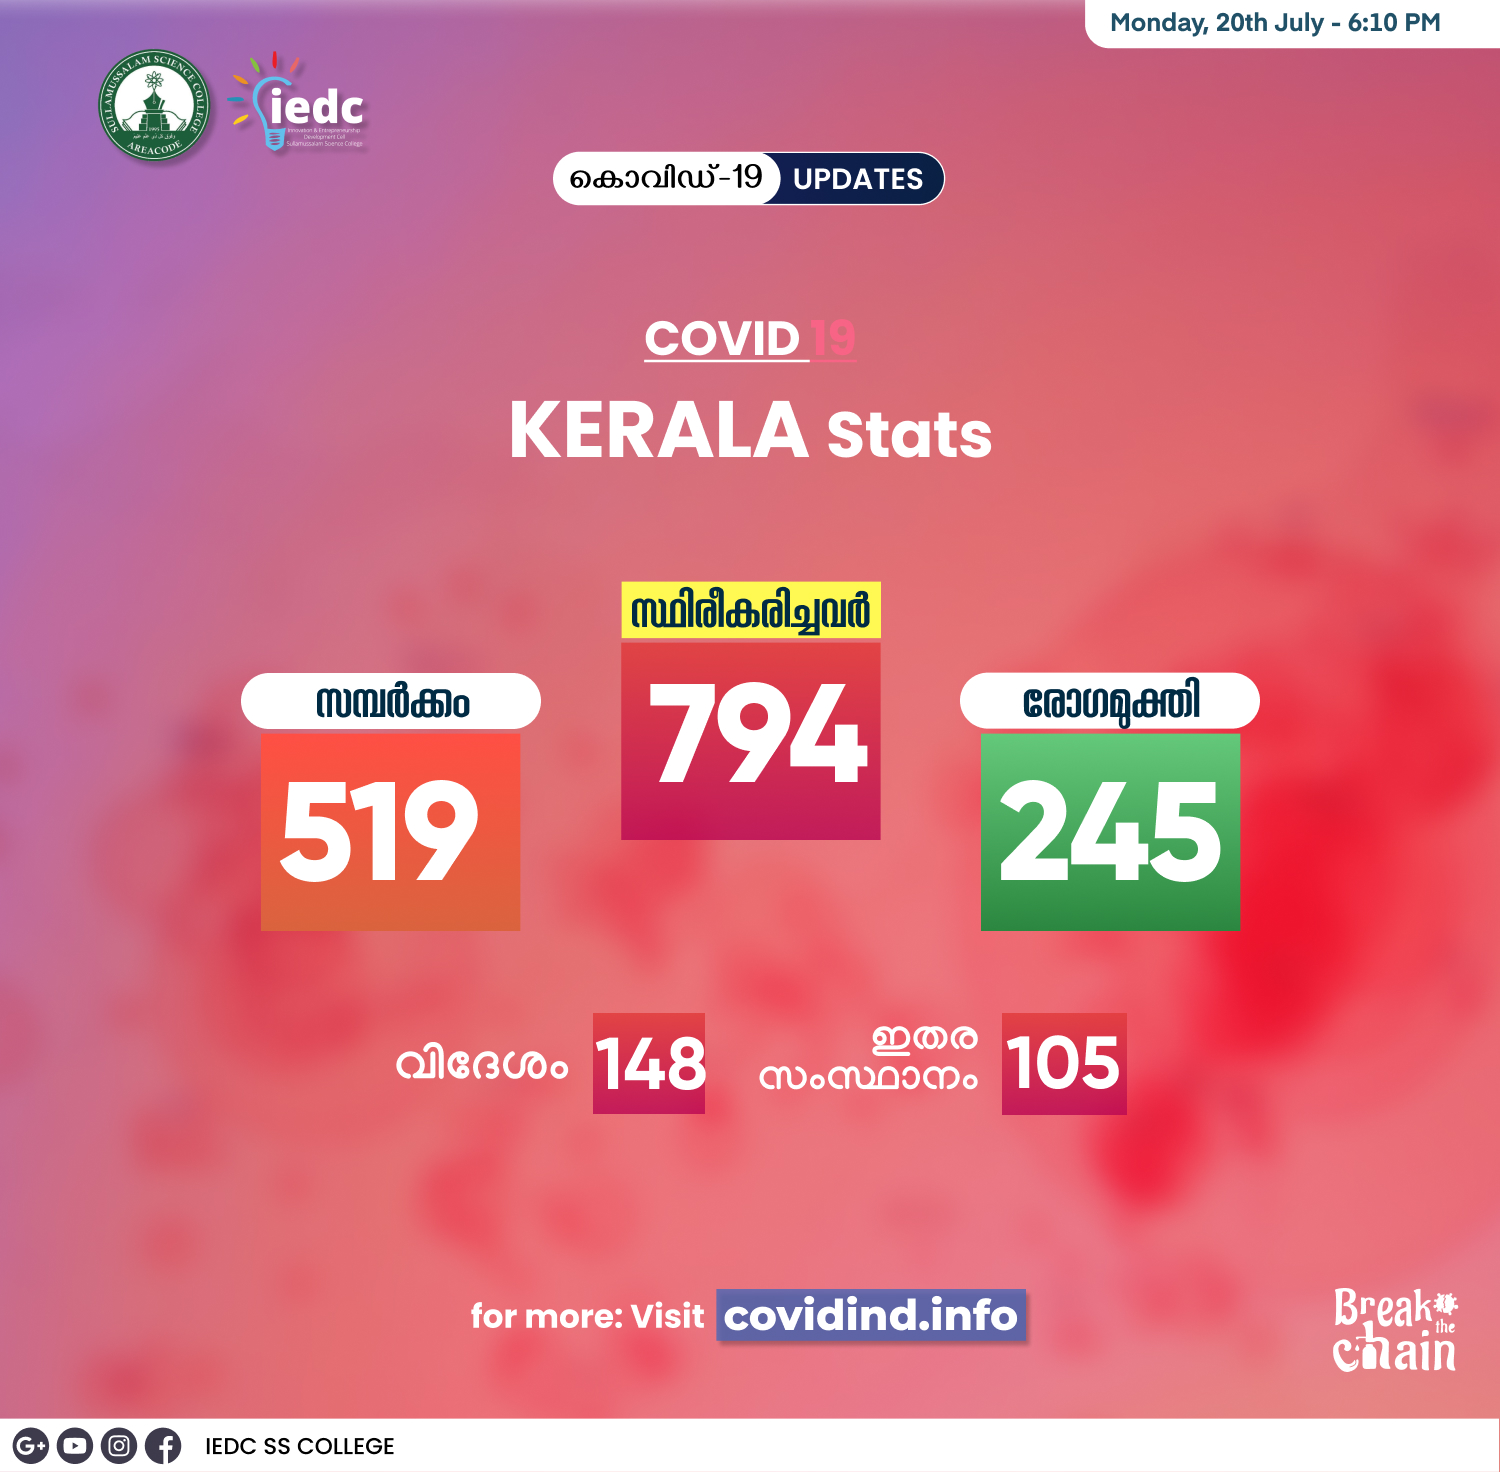 Monday, 20th July - 6:10 PM
SULLAMUSSALAM SCIENCE COLLEGE
1995
AREACODE
iedc
Innovation & Entrepreneurship
Development Cell
Sullamussalam Science College
കൊവിഡ്-19 UPDATES
COVID 19
KERALA Stats
സ്ഥിരീകരിച്ചവർ
794
സമ്പർക്കം
519
രോഗമുക്തി
245
വിദേശം 148
ഇതര
സംസ്ഥാനം 105
for more: Visit covidind.info
Break
the
chain
IEDC SS COLLEGE